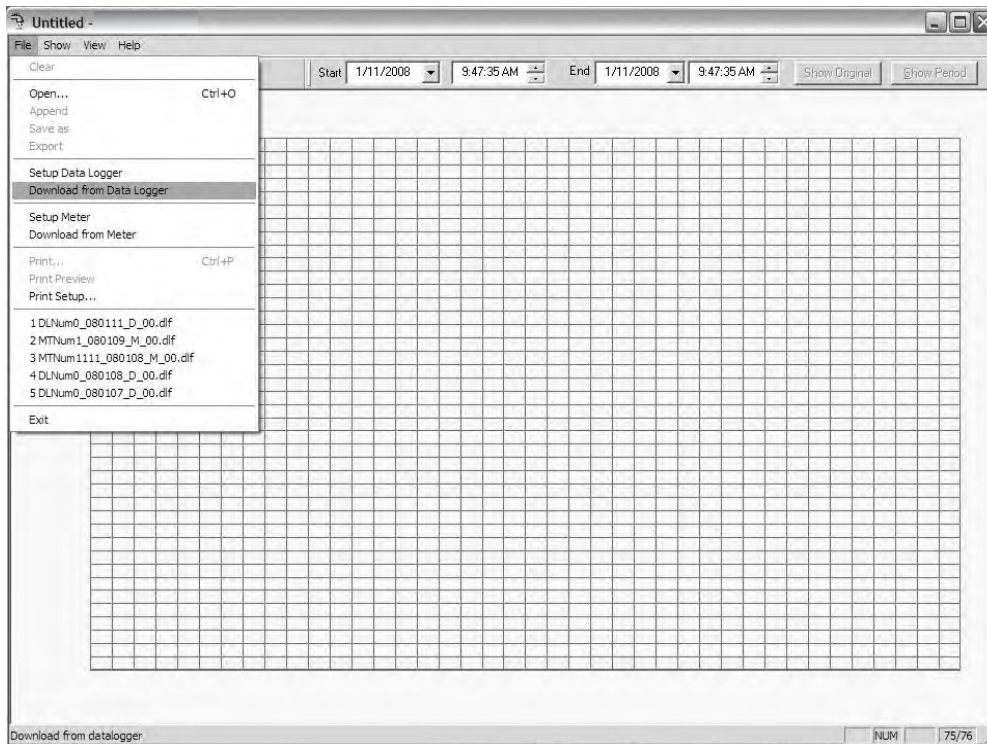 Untitled -
File Show View Help
Start 1/11/2008 9:47:35 AM End 1/11/2008 9:47:35 AM Show Original Show Period
Clear
Open... Ctrl+O
Append
Save as
Export
Setup Data Logger
Download from Data Logger
Setup Meter
Download from Meter
Print... Ctrl+P
Print Preview
Print Setup...
1 DLNum0_080111_D_00.dlf
2 MTNum1_080109_M_00.dlf
3 MTNum1111_080108_M_00.dlf
4 DLNum0_080108_D_00.dlf
5 DLNum0_080107_D_00.dlf
Exit
Download from datalogger NUM 75/76